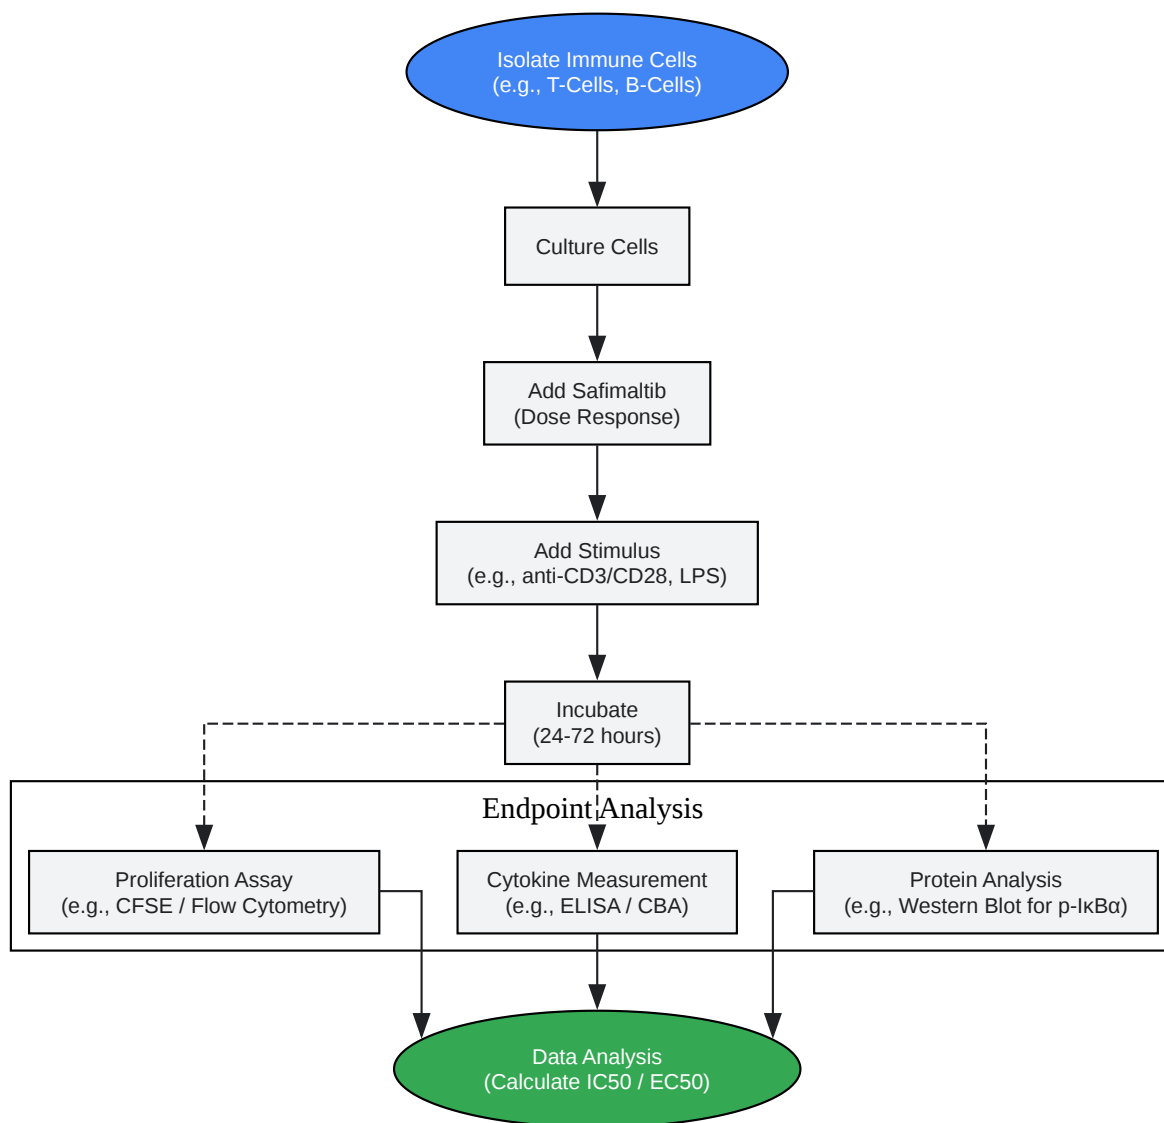 Isolate Immune Cells
(e.g., T-Cells, B-Cells)
Culture Cells
Add Safimaltib
(Dose Response)
Add Stimulus
(e.g., anti-CD3/CD28, LPS)
Incubate
(24-72 hours)
Endpoint Analysis
Proliferation Assay
(e.g., CFSE / Flow Cytometry)
Cytokine Measurement
(e.g., ELISA / CBA)
Protein Analysis
(e.g., Western Blot for p-IκBα)
Data Analysis
(Calculate IC50 / EC50)